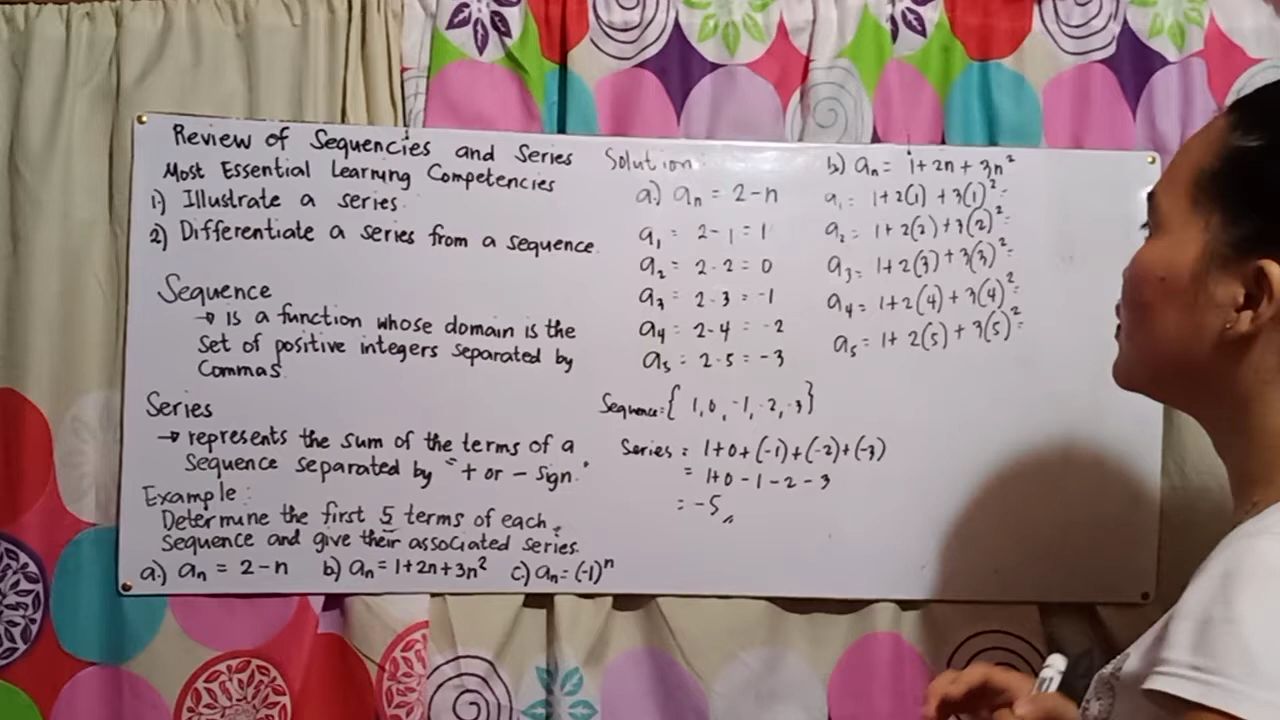 Review of Sequencies and Series
Most Essential Learning Competencies
1) Illustrate a series.
2) Differentiate a series from a sequence.
Sequence
→ is a function whose domain is the
set of positive integers separated by
Commas.
Series
→ represents the sum of the terms of a
Sequence separated by "+ or - sign."
Example:
Determine the first 5 terms of each
Sequence and give their associated series.
a.) aₙ = 2-n b) aₙ = 1+2n+3n² c) aₙ = (-1)ⁿ
Solution:
a.) aₙ = 2-n
a₁ = 2-1 = 1
a₂ = 2-2 = 0
a₃ = 2-3 = -1
a₄ = 2-4 = -2
a₅ = 2-5 = -3
Sequence = { 1, 0, -1, -2, -3 }
Series = 1+0+(-1)+(-2)+(-3)
= 1+0-1-2-3
= -5
b) aₙ = 1+2n+3n²
a₁ = 1+2(1)+3(1)² =
a₂ = 1+2(2)+3(2)² =
a₃ = 1+2(3)+3(3)² =
a₄ = 1+2(4)+3(4)² =
a₅ = 1+2(5)+3(5)² =